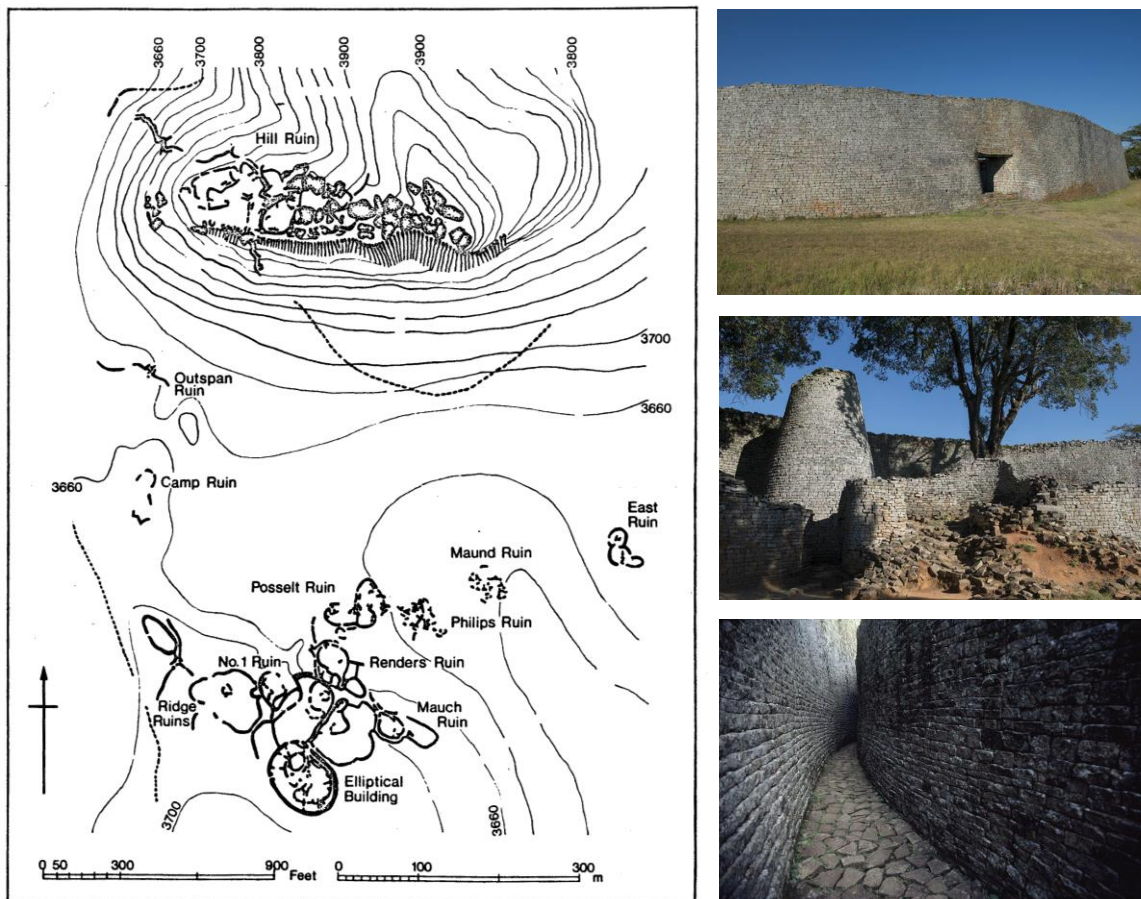 3660
3700
3800
3900
3900
3800
Hill Ruin
3700
Outspan
Ruin
3660
3660
Camp Ruin
East
Ruin
Maund Ruin
Posselt Ruin
Philips Ruin
No.1 Ruin
Renders Ruin
Ridge
Ruins
Mauch
Ruin
Elliptical
Building
3700
3660
0 50 300 900
Feet
0 100 300
m